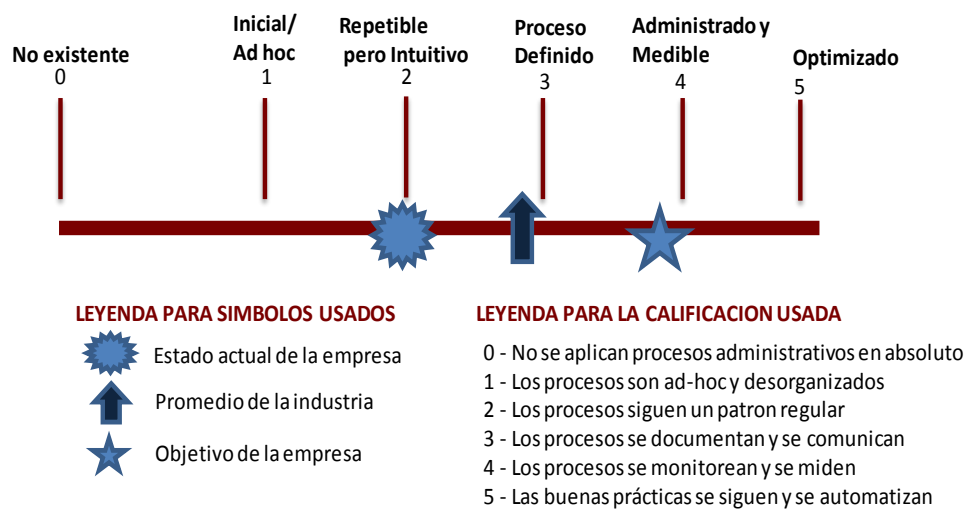 No existente
0
Inicial/
Ad hoc
1
Repetible
pero Intuitivo
2
Proceso
Definido
3
Administrado y
Medible
4
Optimizado
5
LEYENDA PARA SIMBOLOS USADOS
Estado actual de la empresa
Promedio de la industria
Objetivo de la empresa
LEYENDA PARA LA CALIFICACION USADA
0 - No se aplican procesos administrativos en absoluto
1 - Los procesos son ad-hoc y desorganizados
2 - Los procesos siguen un patron regular
3 - Los procesos se documentan y se comunican
4 - Los procesos se monitorean y se miden
5 - Las buenas prácticas se siguen y se automatizan